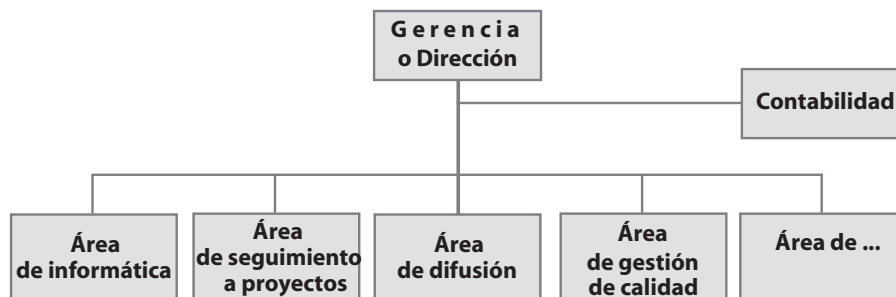 Gerencia
o Dirección
Contabilidad
Área
de informática
Área
de seguimiento
a proyectos
Área
de difusión
Área
de gestión
de calidad
Área de ...